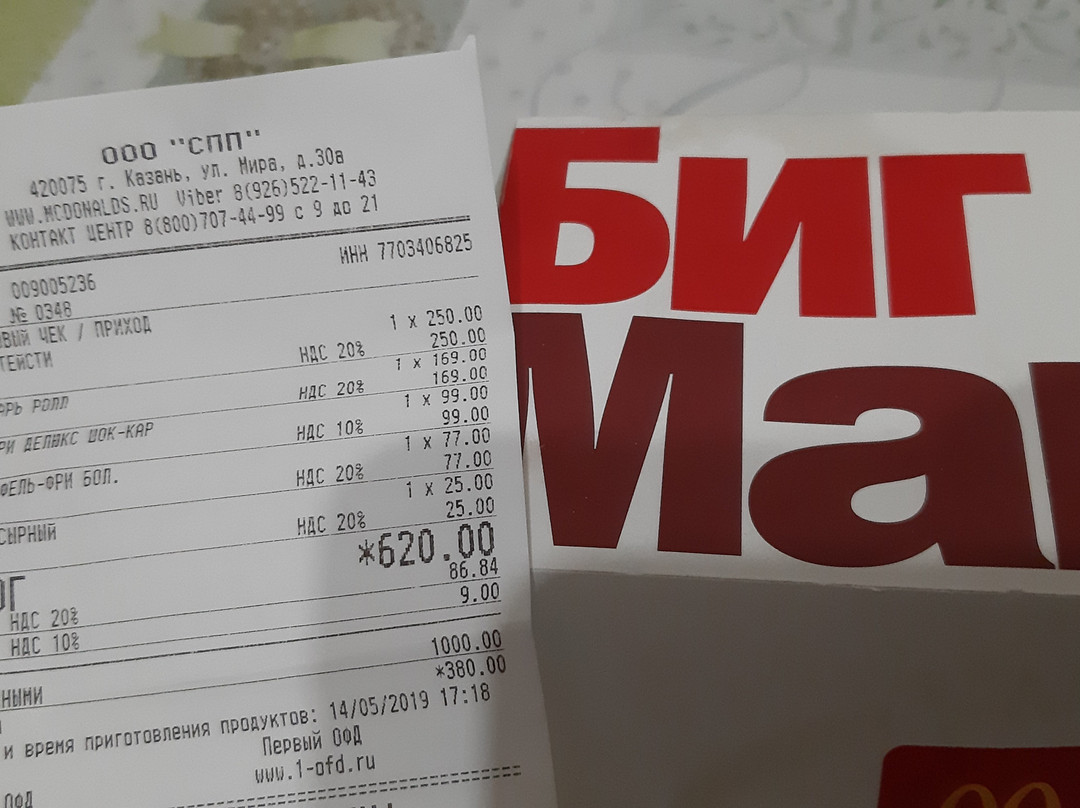 ООО "СПП"
420075 г. Казань, ул. Мира, д.30а
WWW.MCDONALDS.RU Viber 8(926)522-11-43
КОНТАКТ ЦЕНТР 8(800)707-44-99 с 9 до 21
ИНН 7703406825
009005236
№ 0348
ВЫЙ ЧЕК / ПРИХОД
ТЕЙСТИ
1 x 250.00
НДС 20% 250.00
1 x 169.00
АРЬ РОЛЛ НДС 20% 169.00
1 x 99.00
РИ ДЕЛЮКС ШОК-КАР НДС 10% 99.00
1 x 77.00
ФЕЛЬ-ФРИ БОЛ. НДС 20% 77.00
1 x 25.00
СЫРНЫЙ НДС 20% 25.00
ОГ *620.00
НДС 20% 86.84
НДС 10% 9.00
НЫМИ 1000.00
*380.00
и время приготовления продуктов: 14/05/2019 17:18
Первый ОФД
www.1-ofd.ru
ОФД
Биг
Ма